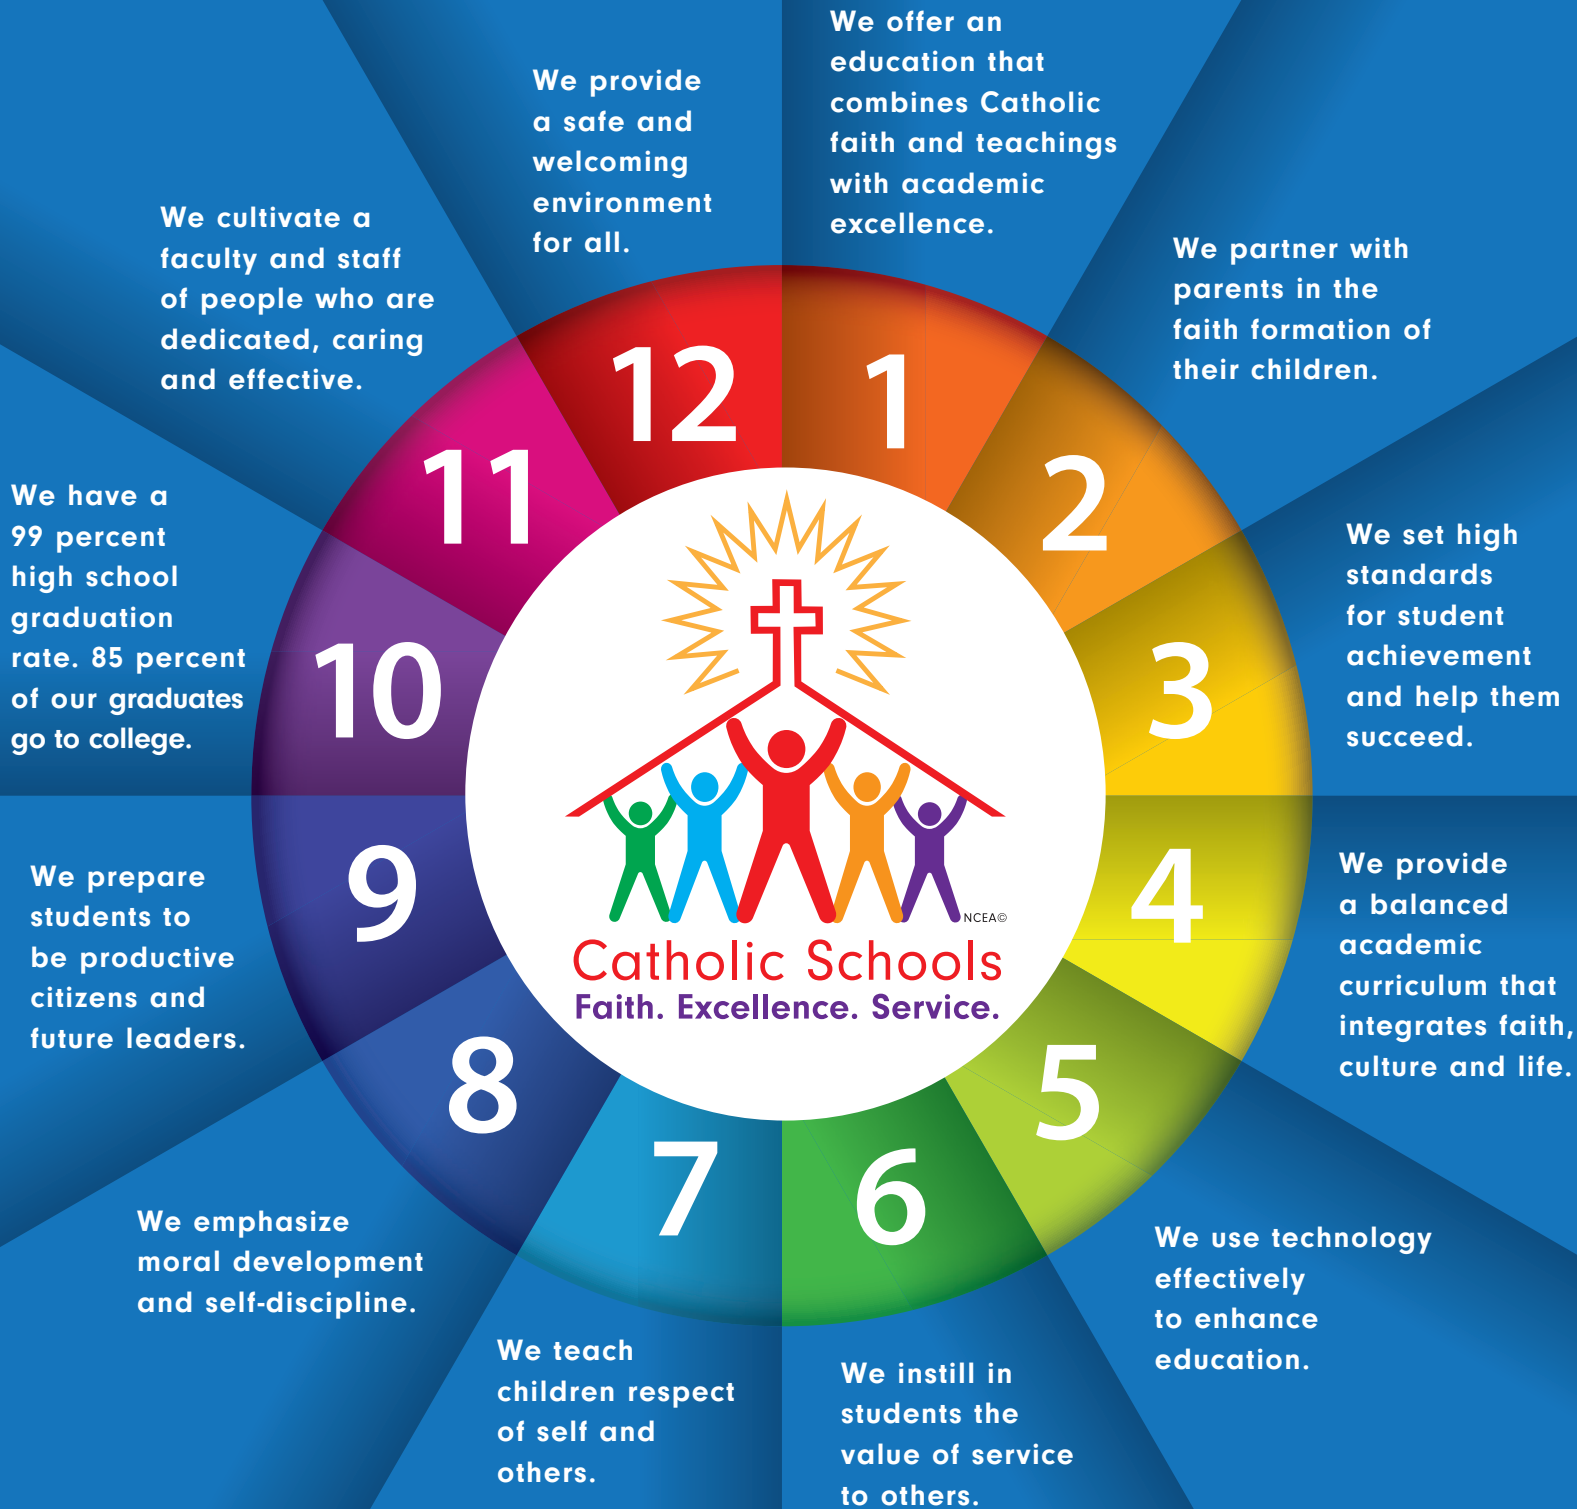 1
We offer an
education that
combines Catholic
faith and teachings
with academic
excellence.
2
We partner with
parents in the
faith formation of
their children.
3
We set high
standards
for student
achievement
and help them
succeed.
4
We provide
a balanced
academic
curriculum that
integrates faith,
culture and life.
5
We use technology
effectively
to enhance
education.
6
We instill in
students the
value of service
to others.
7
We teach
children respect
of self and
others.
8
We emphasize
moral development
and self-discipline.
9
We prepare
students to
be productive
citizens and
future leaders.
10
We have a
99 percent
high school
graduation
rate. 85 percent
of our graduates
go to college.
11
We cultivate a
faculty and staff
of people who are
dedicated, caring
and effective.
12
We provide
a safe and
welcoming
environment
for all.
NCEA©
Catholic Schools
Faith. Excellence. Service.